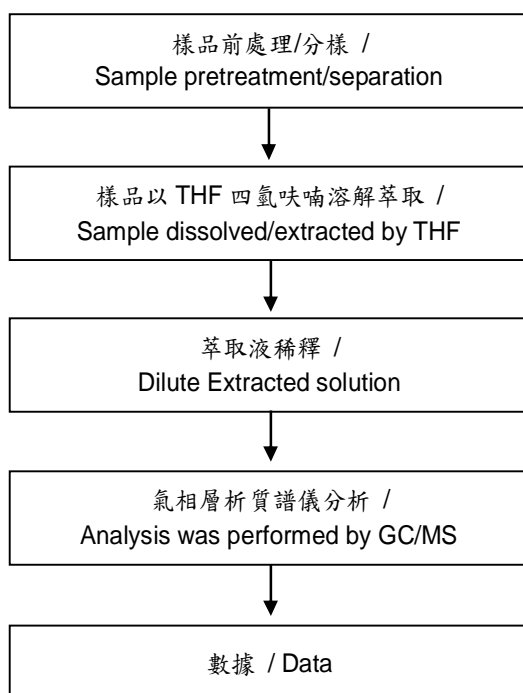 樣品前處理/分樣 /
Sample pretreatment/separation
樣品以 THF 四氫呋喃溶解萃取 /
Sample dissolved/extracted by THF
萃取液稀釋 /
Dilute Extracted solution
氣相層析質譜儀分析 /
Analysis was performed by GC/MS
數據 / Data